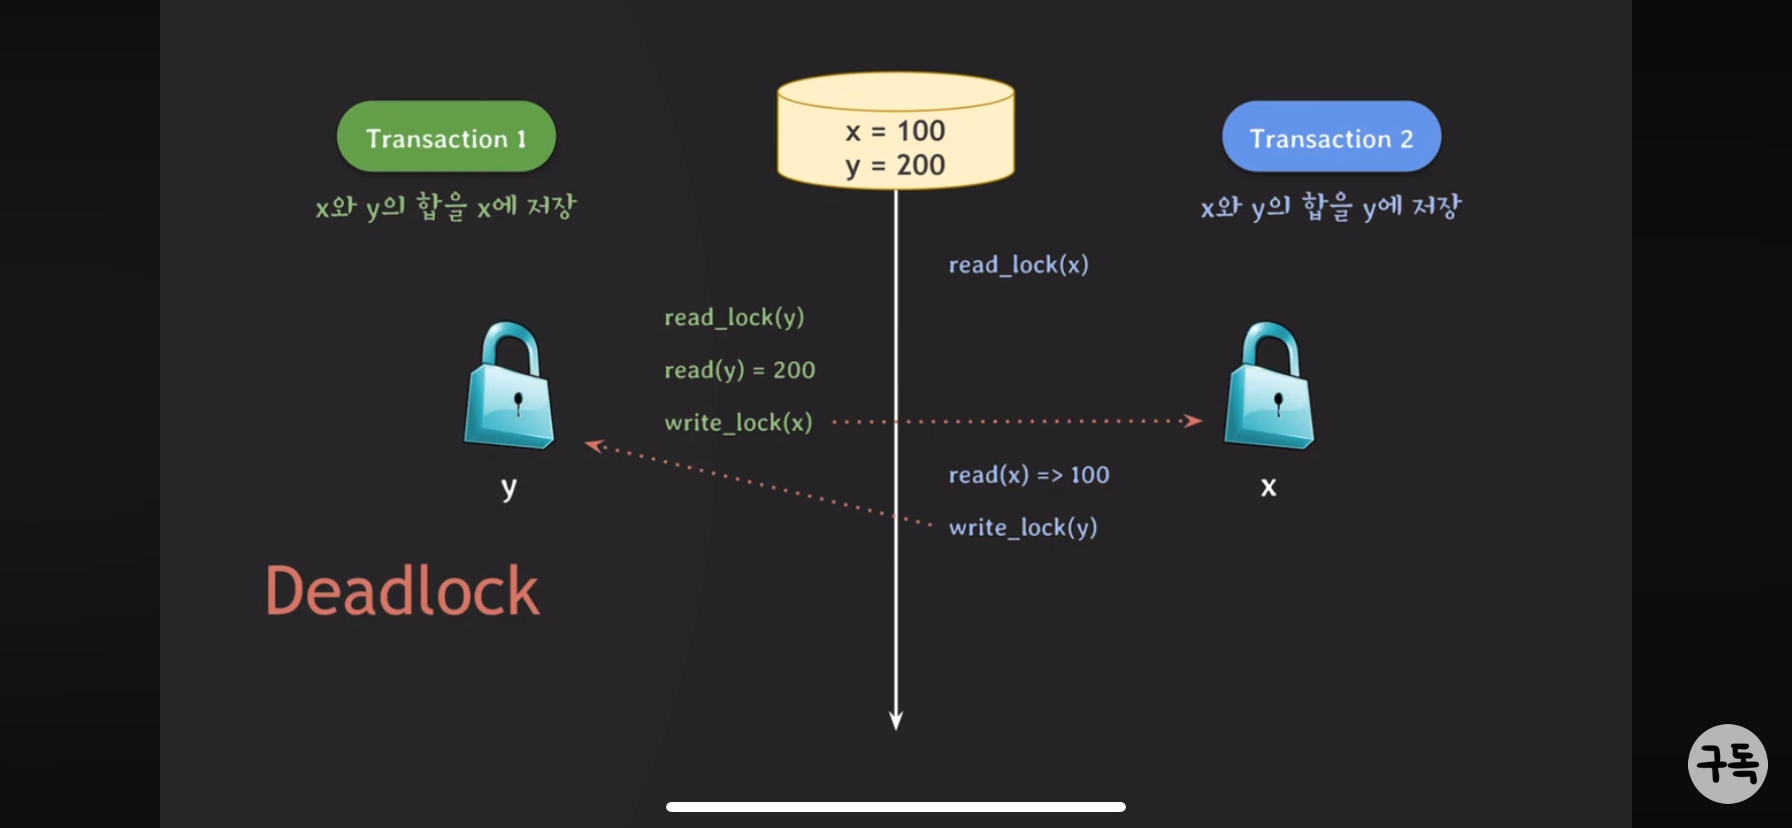 x = 100
y = 200
Transaction 1
x와 y의 합을 x에 저장
Transaction 2
x와 y의 합을 y에 저장
read_lock(x)
read_lock(y)
read(y) = 200
write_lock(x)
read(x) => 100
write_lock(y)
y
x
Deadlock
구독